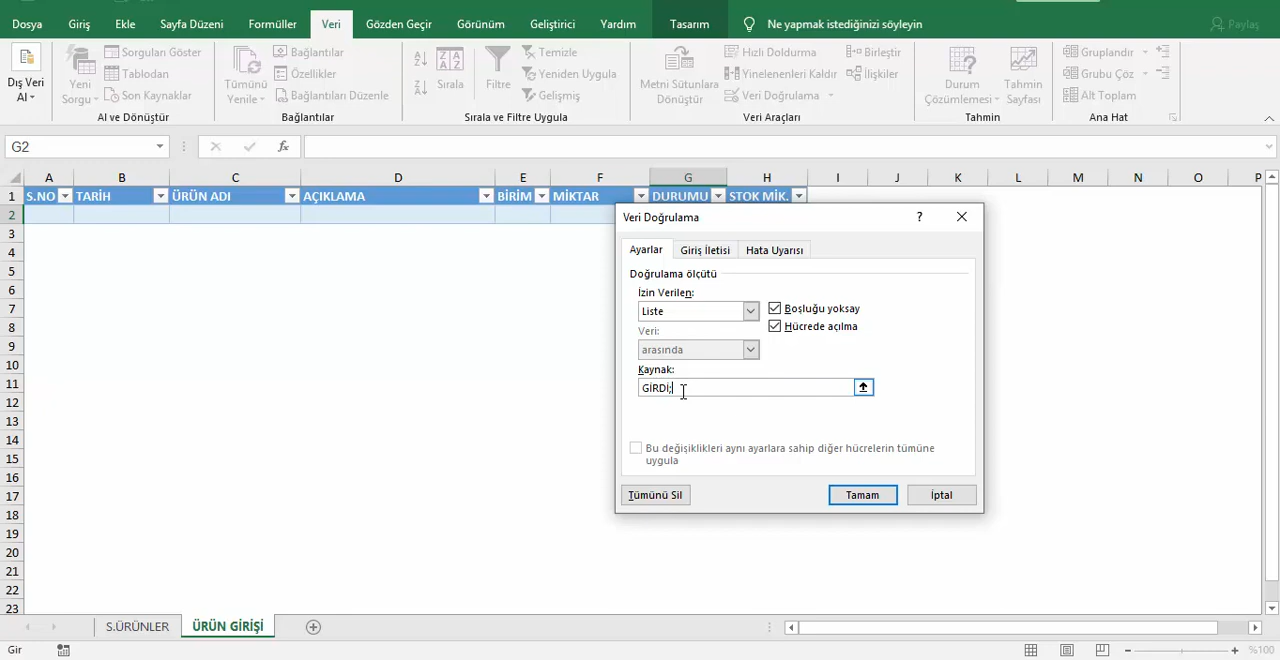 Dosya Giriş Ekle Sayfa Düzeni Formüller Veri Gözden Geçir Görünüm Geliştirici Yardım Tasarım Ne yapmak istediğinizi söyleyin Paylaş
Dış Veri
Al
Yeni
Sorgu
Sorguları Göster
Tablodan
Son Kaynaklar
Al ve Dönüştür
Tümünü
Yenile
Bağlantılar
Özellikler
Bağlantıları Düzenle
Bağlantılar
Sırala
Filtre
Temizle
Yeniden Uygula
Gelişmiş
Sırala ve Filtre Uygula
Metni Sütunlara
Dönüştür
Hızlı Doldurma
Yinelenenleri Kaldır
Veri Doğrulama
Birleştir
İlişkiler
Veri Araçları
Durum
Çözümlemesi
Tahmin
Sayfası
Tahmin
Gruplandır
Grubu Çöz
Alt Toplam
Ana Hat
G2
fx
A B C D E F G H I J K L M N O P
1 S.NO TARİH ÜRÜN ADI AÇIKLAMA BİRİM MİKTAR DURUMU STOK MİK.
2
3
4
5
6
7
8
9
10
11
12
13
14
15
16
17
18
19
20
21
22
23
Veri Doğrulama ?
Ayarlar Giriş İletisi Hata Uyarısı
Doğrulama ölçütü
İzin Verilen:
Liste
Boşluğu yoksay
Hücrede açılma
Veri:
arasında
Kaynak:
GİRDİ;
Bu değişiklikleri aynı ayarlara sahip diğer hücrelerin tümüne
uygula
Tümünü Sil Tamam İptal
S.ÜRÜNLER ÜRÜN GİRİŞİ
Gir %100